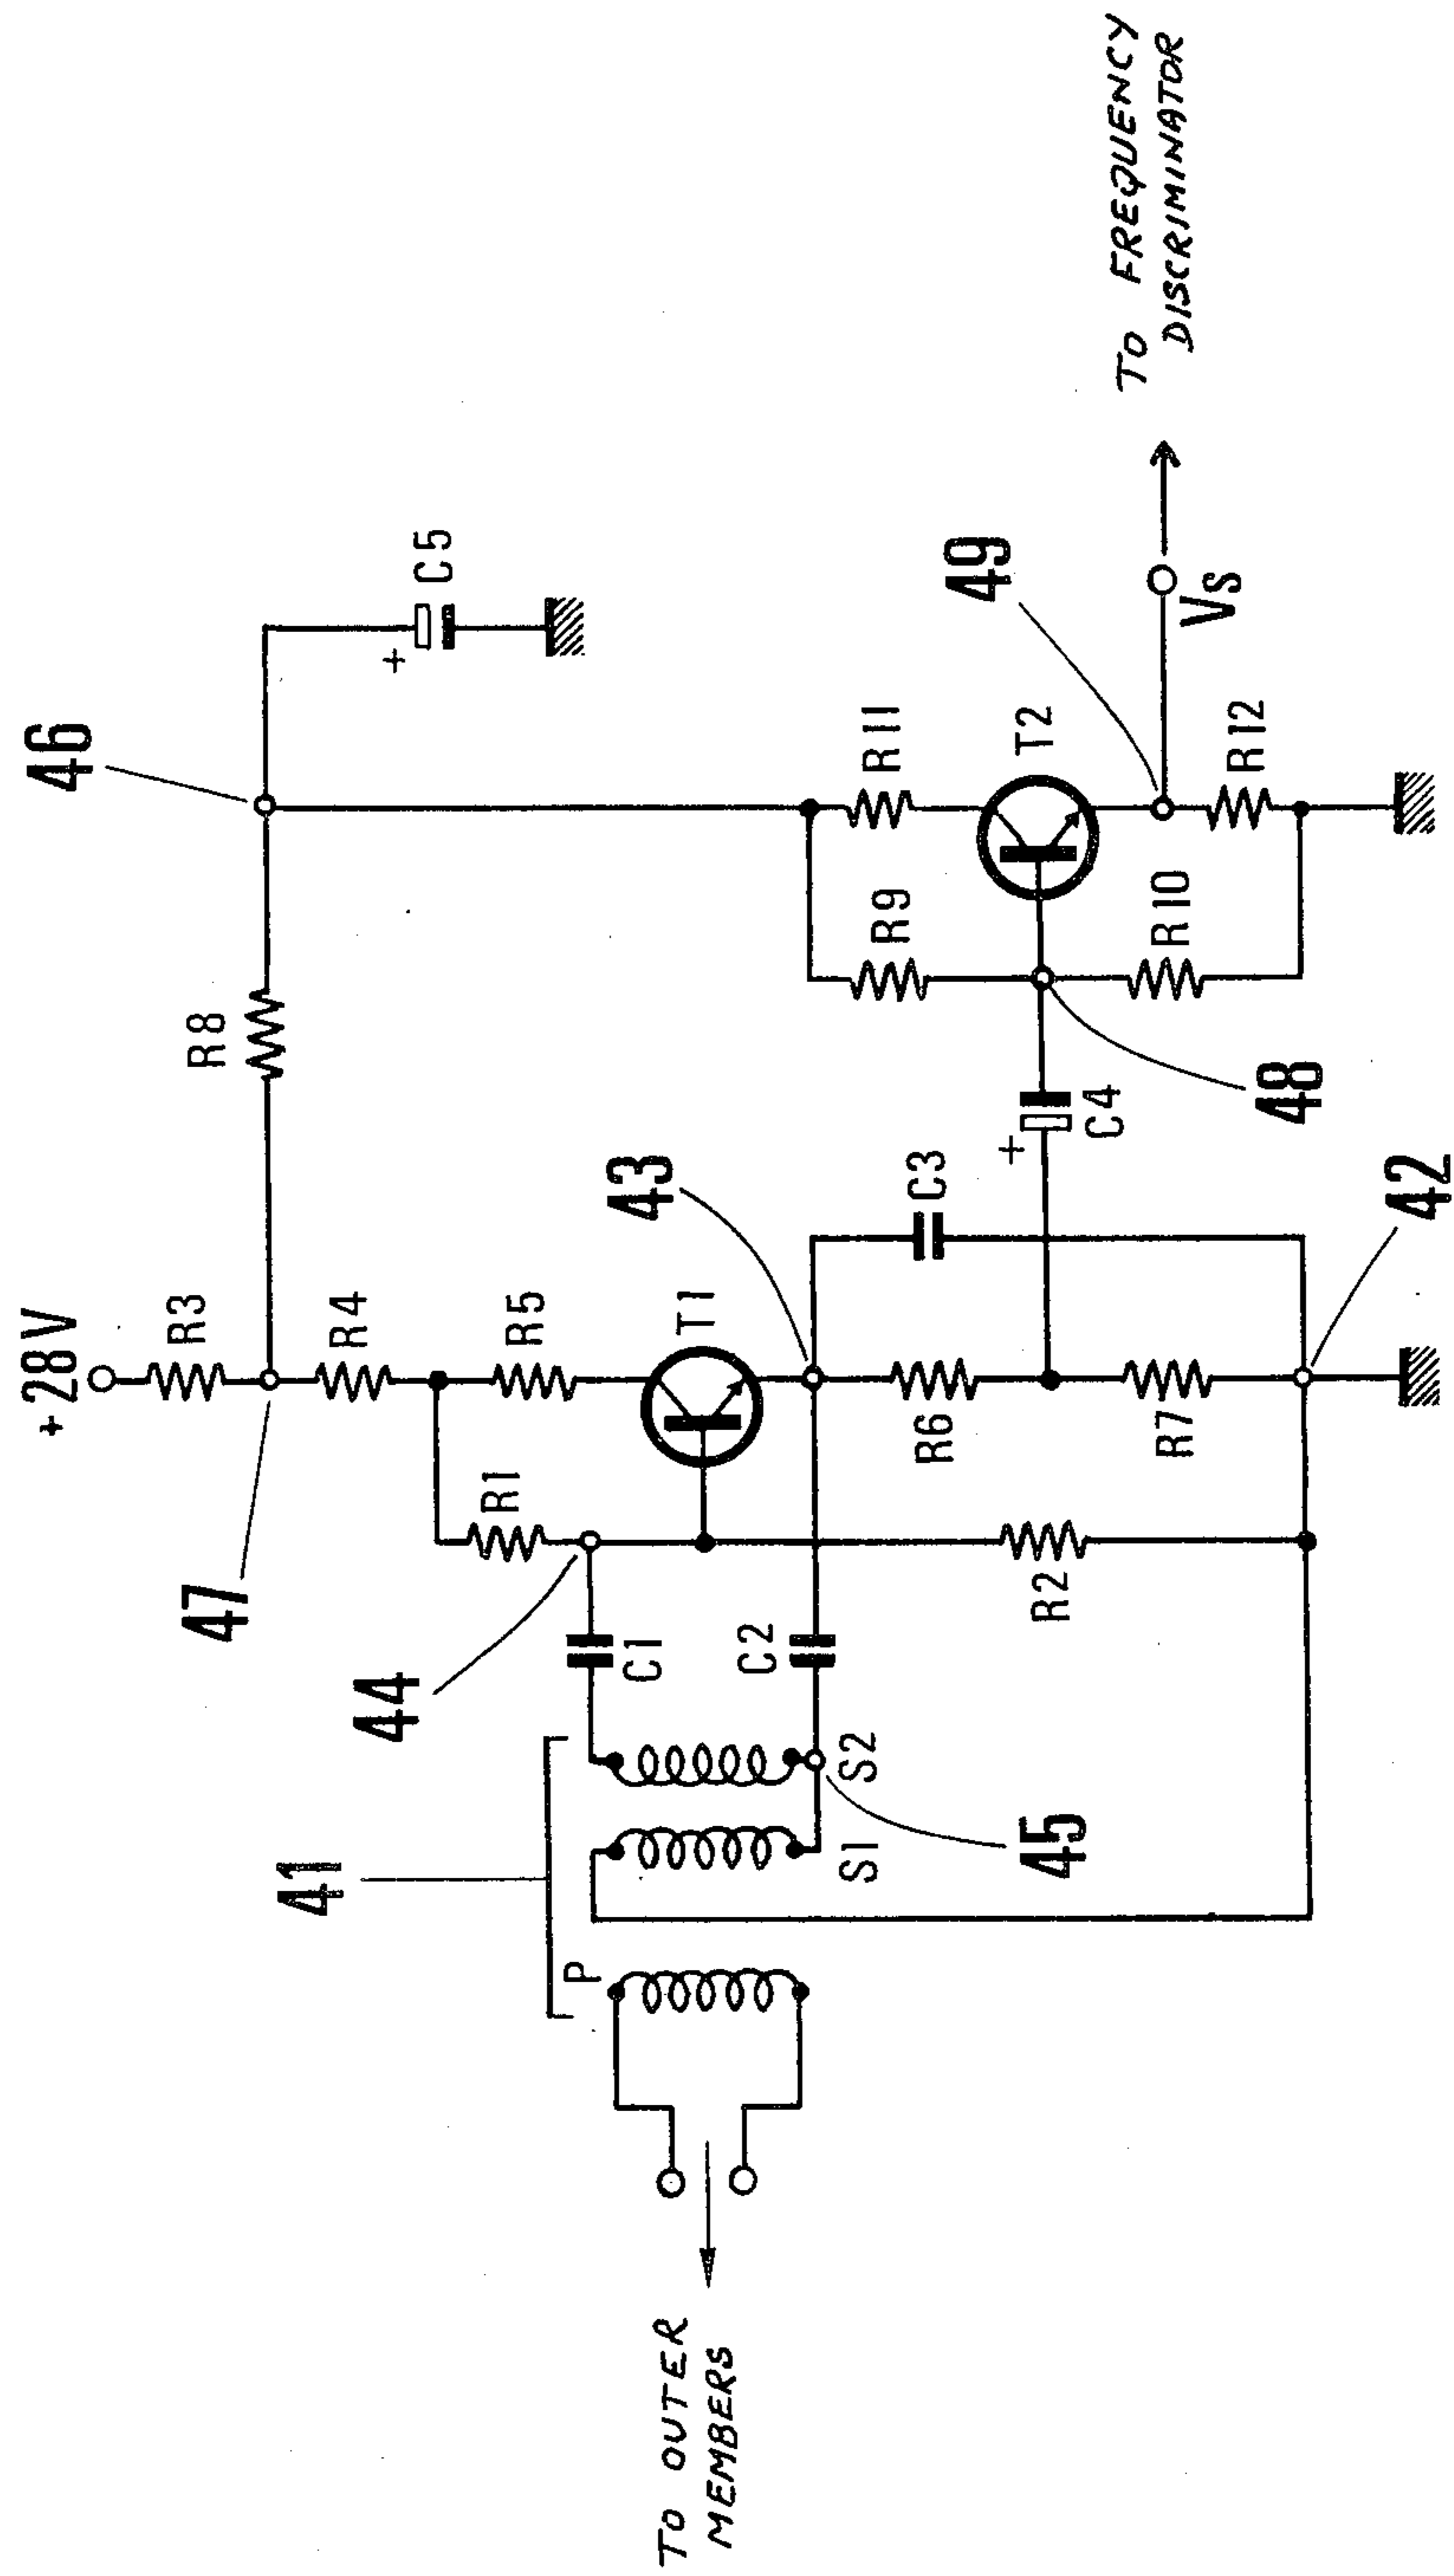 +28V
46
R3
47
R8
R4
C5
+
R1
R5
44
41
T1
43
P
C1
C2
S1
S2
45
R6
R7
R2
C3
+
C4
48
42
R9
R11
T2
49
R10
R12
Vs
TO OUTER
MEMBERS
TO FREQUENCY
DISCRIMINATOR